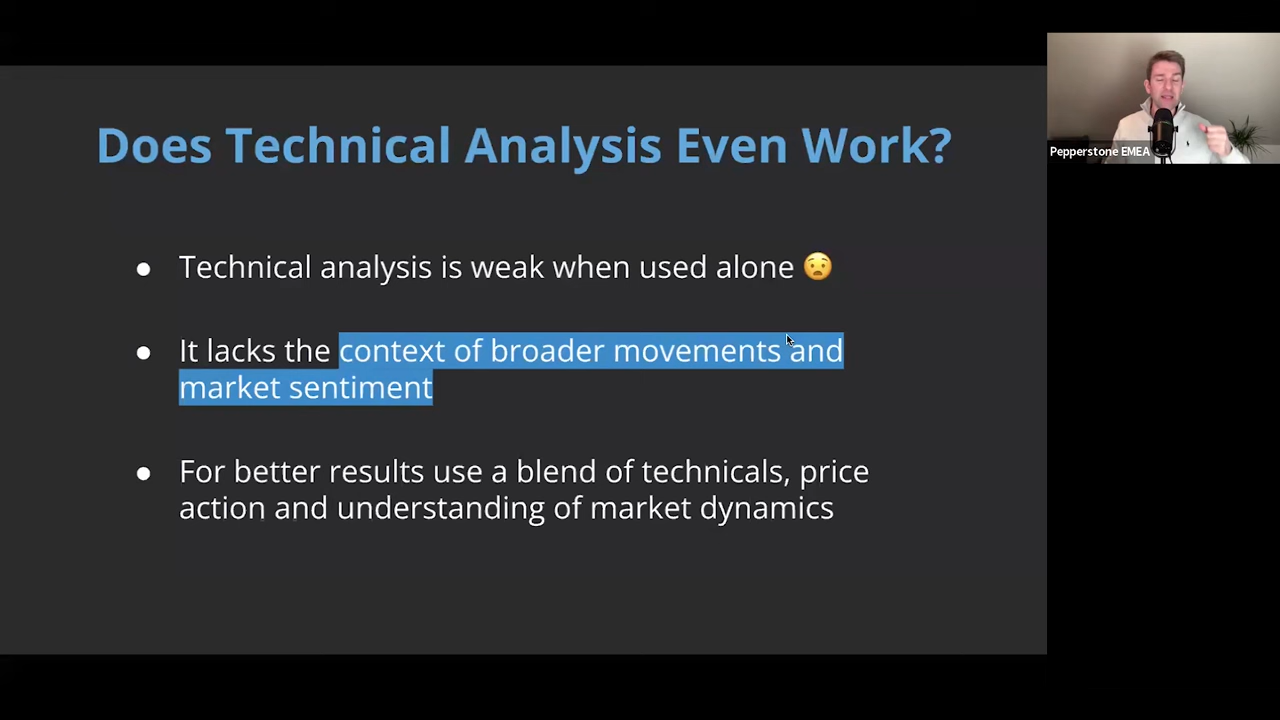 Does Technical Analysis Even Work?
● Technical analysis is weak when used alone 😧
● It lacks the context of broader movements and
market sentiment
● For better results use a blend of technicals, price
action and understanding of market dynamics
Pepperstone EMEA